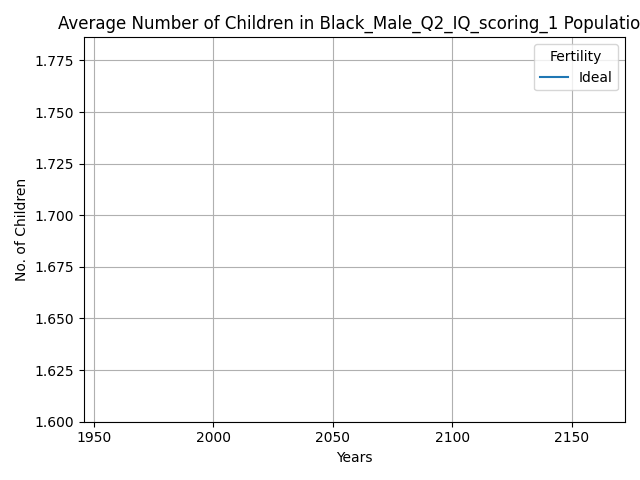 Average Number of Children in Black_Male_Q2_IQ_scoring_1 Populatio
Fertility
Ideal
1.775
1.750
1.725
1.700
1.675
1.650
1.625
1.600
No. of Children
1950 2000 2050 2100 2150
Years